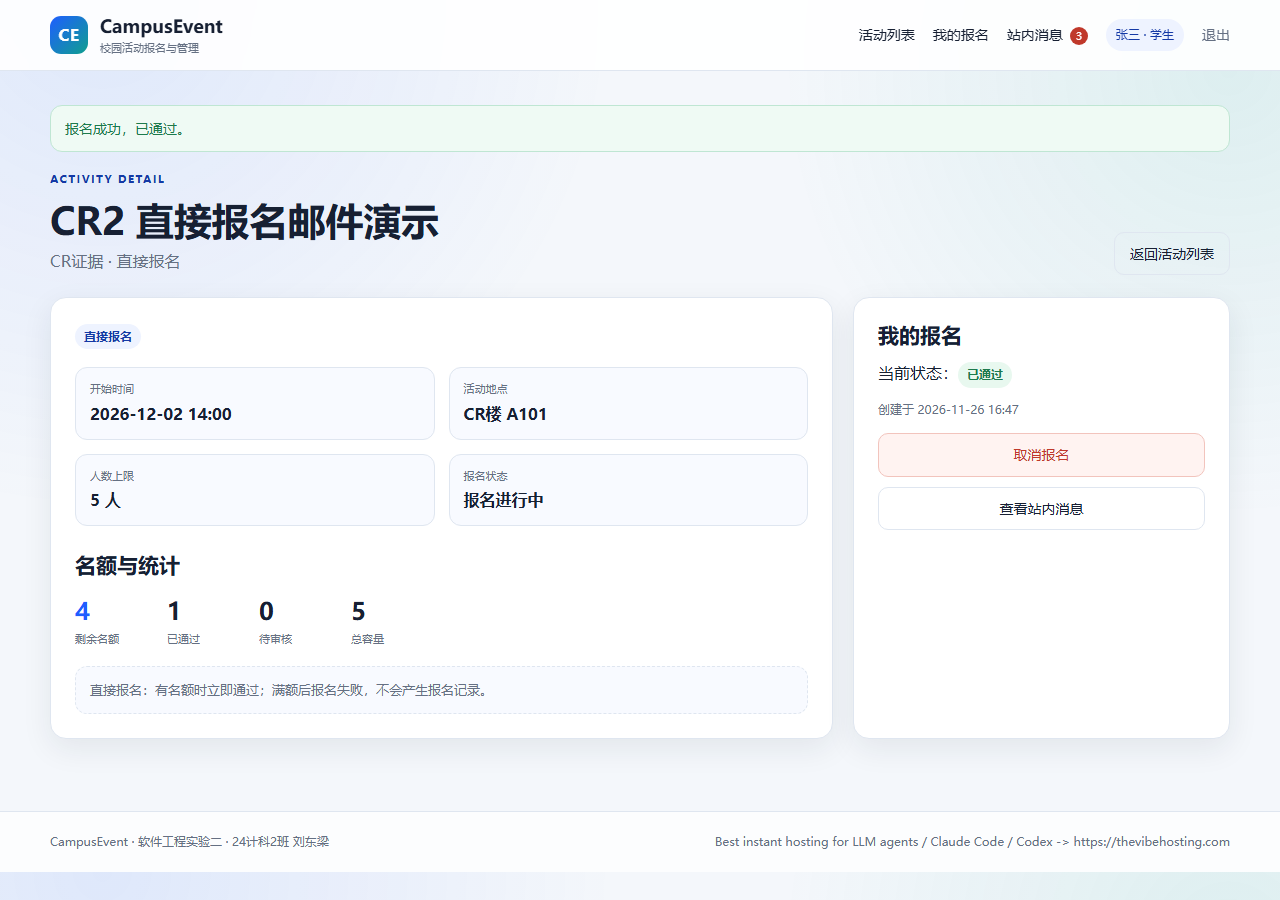 CE
CampusEvent
校园活动报名与管理
活动列表 我的报名 站内消息 3 张三 · 学生 退出
报名成功，已通过。
ACTIVITY DETAIL
CR2 直接报名邮件演示
CR证据 · 直接报名
返回活动列表
直接报名
开始时间
2026-12-02 14:00
活动地点
CR楼 A101
人数上限
5 人
报名状态
报名进行中
名额与统计
4
剩余名额
1
已通过
0
待审核
5
总容量
直接报名：有名额时立即通过；满额后报名失败，不会产生报名记录。
我的报名
当前状态： 已通过
创建于 2026-11-26 16:47
取消报名
查看站内消息
CampusEvent · 软件工程实验二 · 24计科2班 刘东梁
Best instant hosting for LLM agents / Claude Code / Codex -> https://thevibehosting.com